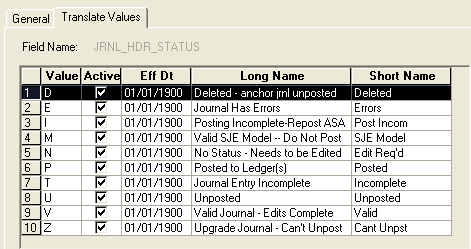 General Translate Values
Field Name: JRNL_HDR_STATUS
Value Active Eff Dt Long Name Short Name
1 D 01/01/1900 Deleted - anchor jrnl unposted Deleted
2 E 01/01/1900 Journal Has Errors Errors
3 I 01/01/1900 Posting Incomplete-Repost ASA Post Incom
4 M 01/01/1900 Valid SJE Model -- Do Not Post Valid SJE
5 N 01/01/1900 No Status - Needs to be Edited Edit Req'd
6 P 01/01/1900 Posted to Ledger(s) Posted
7 T 01/01/1900 Journal Entry Incomplete Incomplete
8 U 01/01/1900 Unposted Unposted
9 V 01/01/1900 Valid Journal - Edits Complete Valid
10 Z 01/01/1900 Upgrade Journal - Can't Unpost Cant Unpst